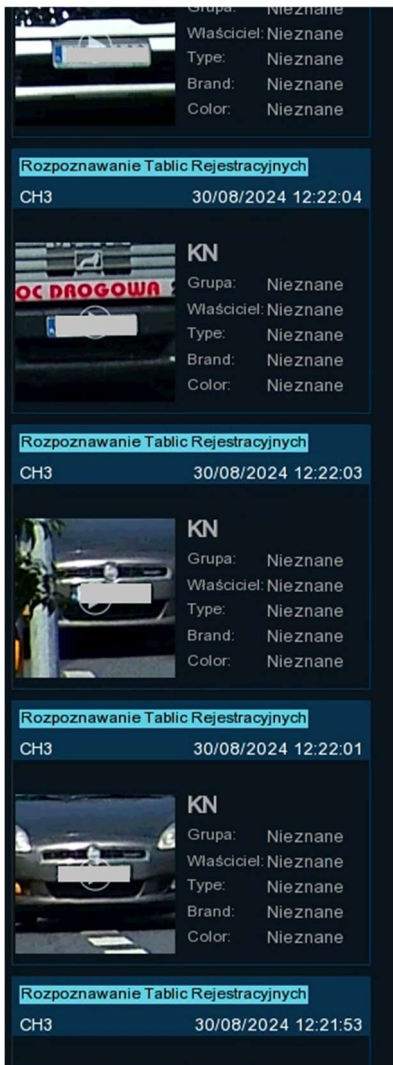 Grupa: Nieznane
Właściciel: Nieznane
Type: Nieznane
Brand: Nieznane
Color: Nieznane
Rozpoznawanie Tablic Rejestracyjnych
CH3 30/08/2024 12:22:04
KN
OC DROGOWA
Grupa: Nieznane
Właściciel: Nieznane
Type: Nieznane
Brand: Nieznane
Color: Nieznane
Rozpoznawanie Tablic Rejestracyjnych
CH3 30/08/2024 12:22:03
KN
Grupa: Nieznane
Właściciel: Nieznane
Type: Nieznane
Brand: Nieznane
Color: Nieznane
Rozpoznawanie Tablic Rejestracyjnych
CH3 30/08/2024 12:22:01
KN
Grupa: Nieznane
Właściciel: Nieznane
Type: Nieznane
Brand: Nieznane
Color: Nieznane
Rozpoznawanie Tablic Rejestracyjnych
CH3 30/08/2024 12:21:53